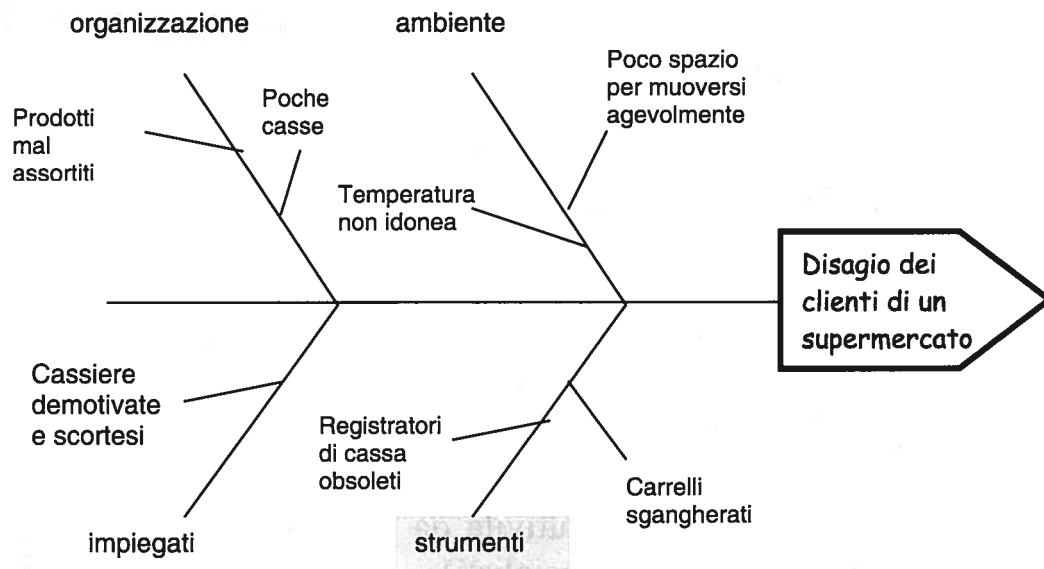 organizzazione
ambiente
Prodotti
mal
assortiti
Poche
casse
Poco spazio
per muoversi
agevolmente
Temperatura
non idonea
Disagio dei
clienti di un
supermercato
Cassiere
demotivate
e scortesi
Registratori
di cassa
obsoleti
Carrelli
sgangherati
impiegati
strumenti